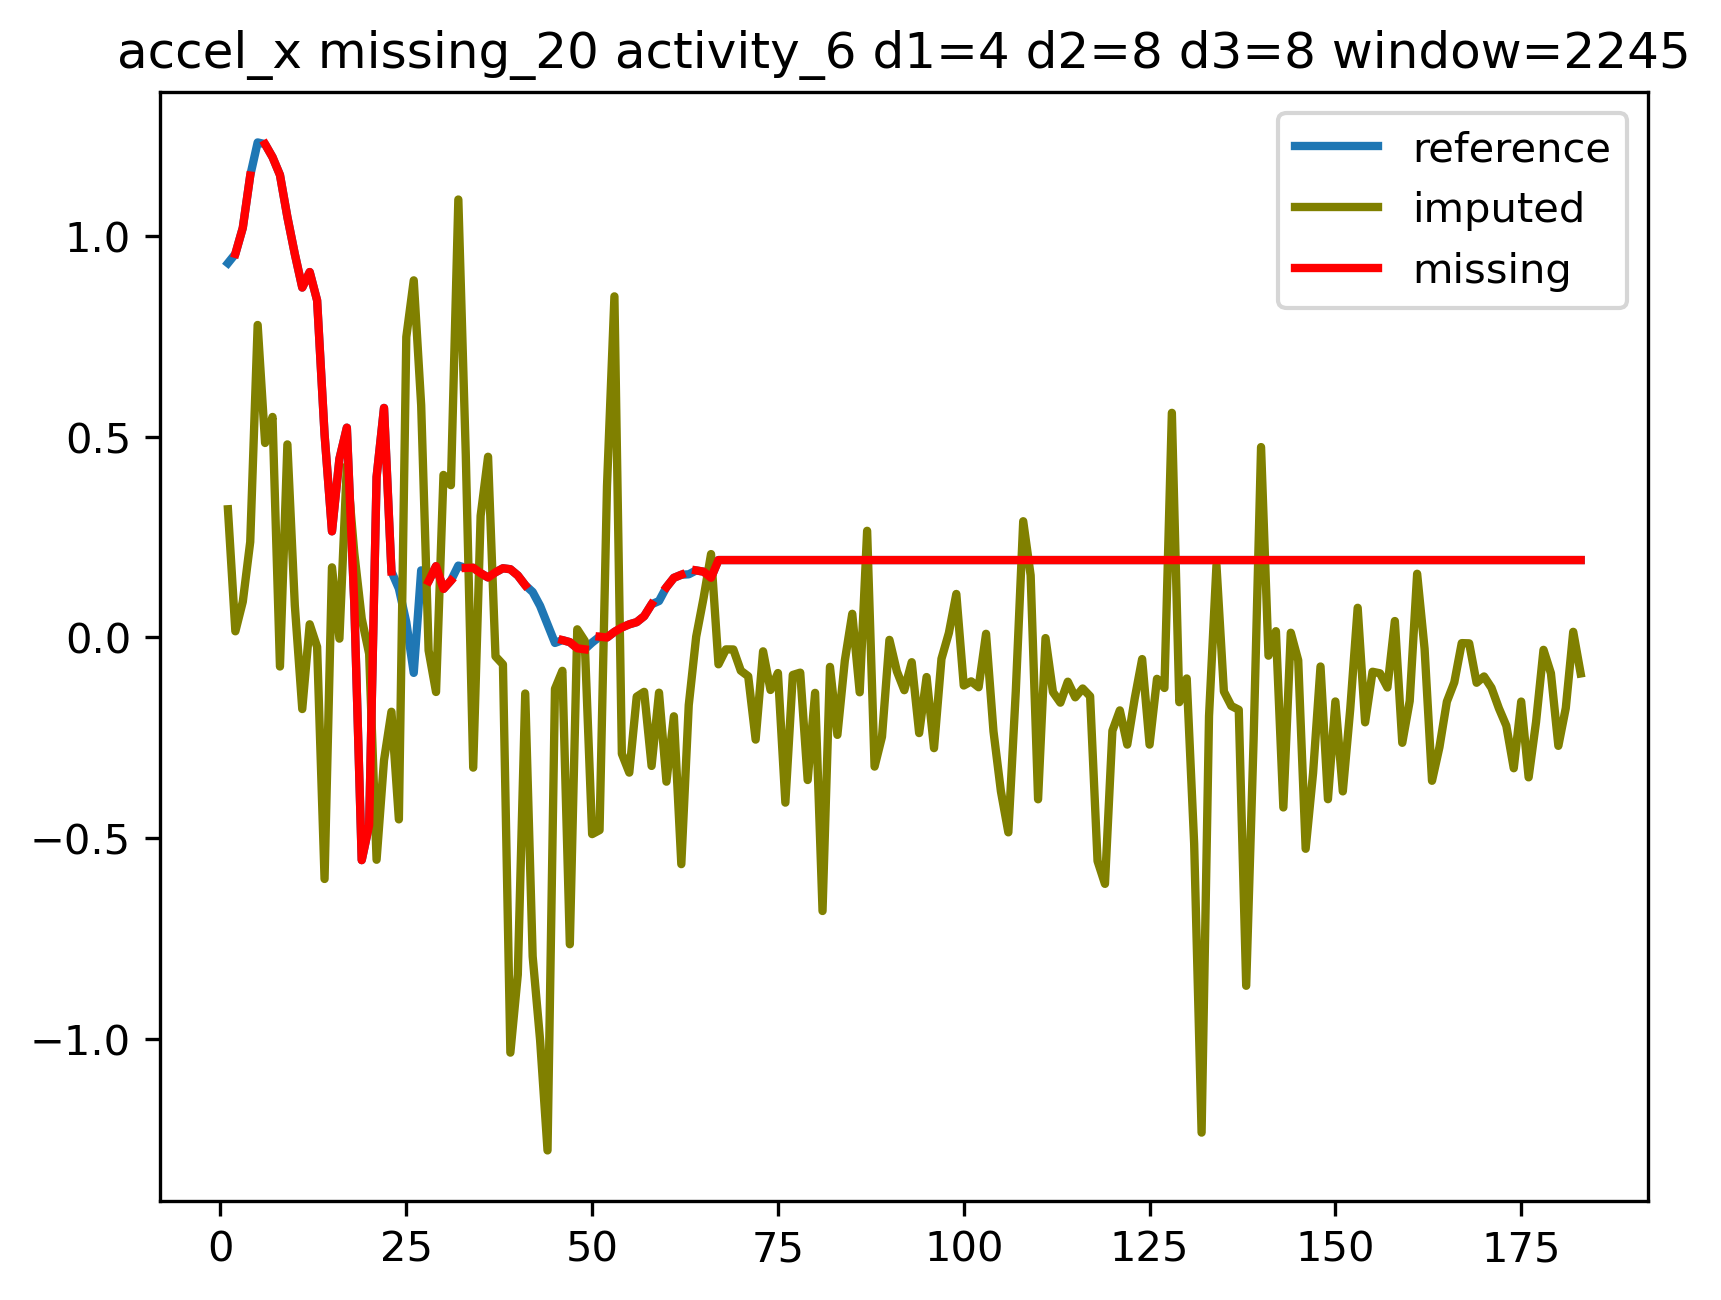 accel_x missing_20 activity_6 d1=4 d2=8 d3=8 window=2245
reference
imputed
missing
1.0
0.5
0.0
−0.5
−1.0
0 25 50 75 100 125 150 175